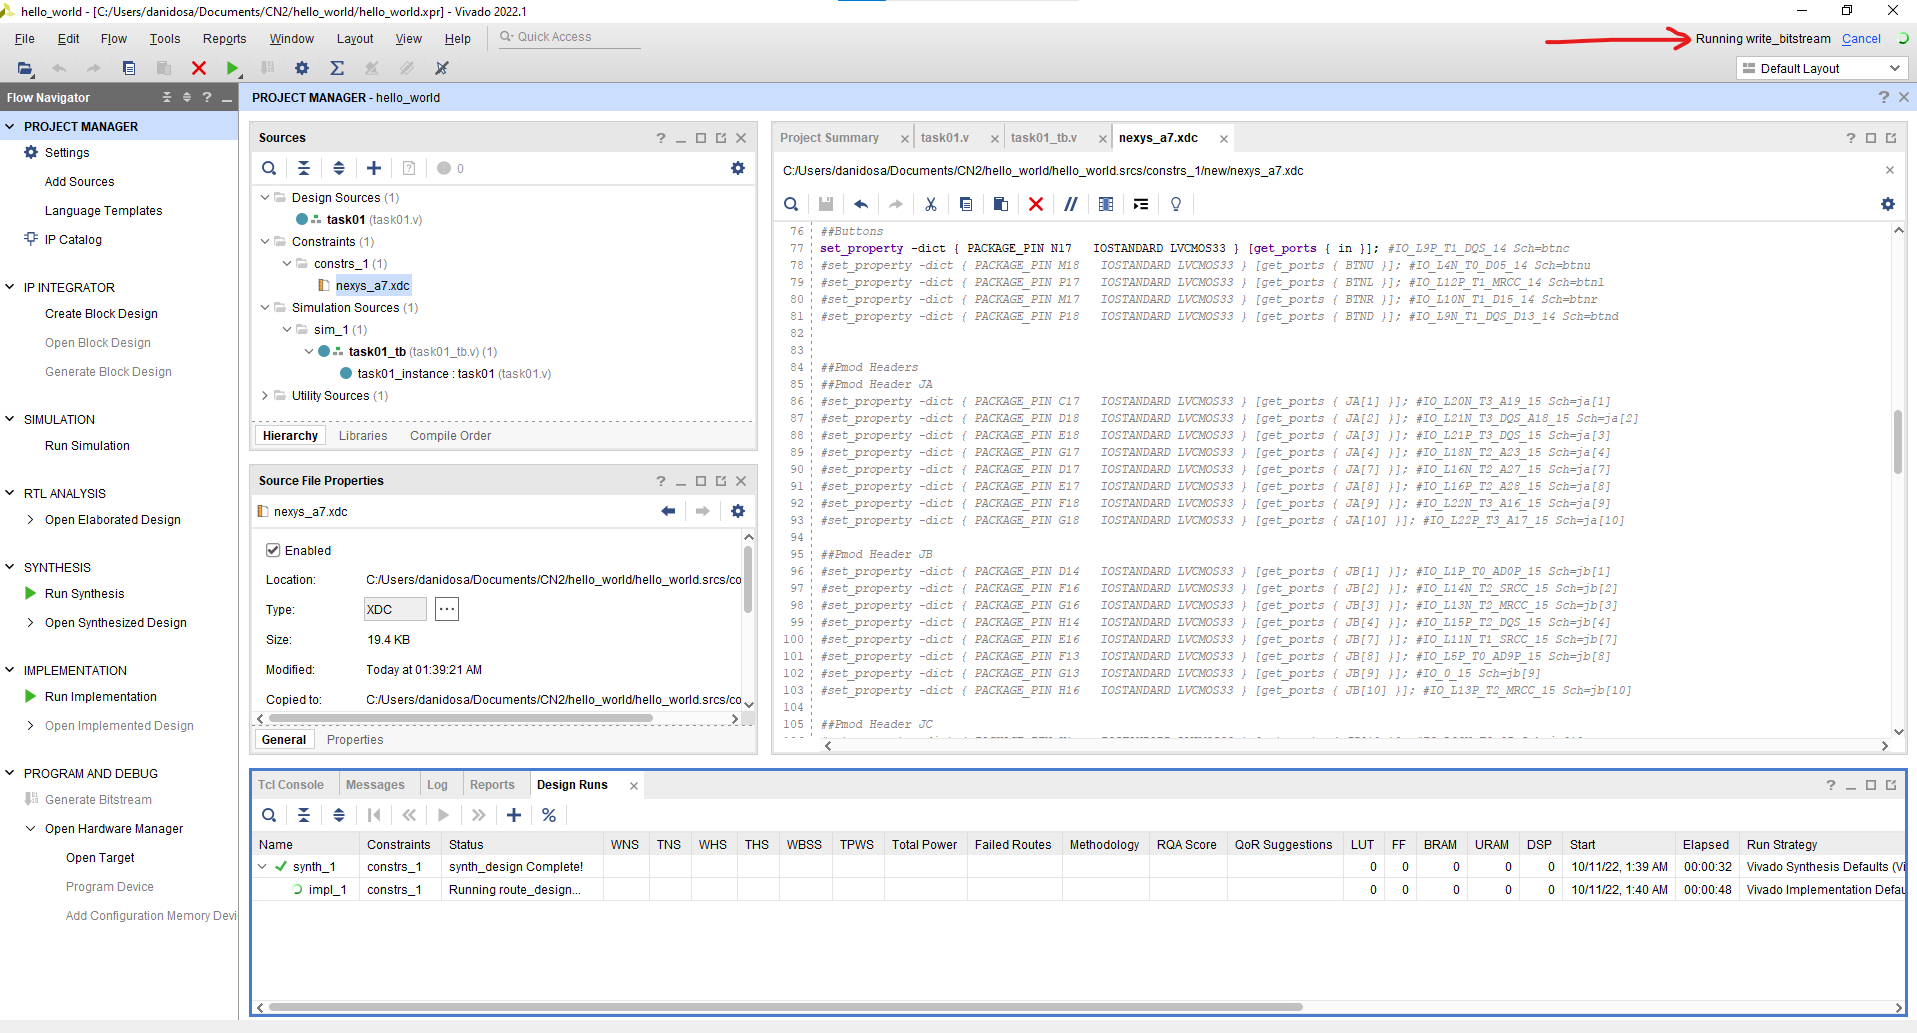 hello_world - [C:/Users/danidosa/Documents/CN2/hello_world/hello_world.xpr] - Vivado 2022.1
File Edit Flow Tools Reports Window Layout View Help Quick Access
Running write_bitstream Cancel
Default Layout
Flow Navigator
PROJECT MANAGER
Settings
Add Sources
Language Templates
IP Catalog
IP INTEGRATOR
Create Block Design
Open Block Design
Generate Block Design
SIMULATION
Run Simulation
RTL ANALYSIS
Open Elaborated Design
SYNTHESIS
Run Synthesis
Open Synthesized Design
IMPLEMENTATION
Run Implementation
Open Implemented Design
PROGRAM AND DEBUG
Generate Bitstream
Open Hardware Manager
Open Target
Program Device
Add Configuration Memory Devi
PROJECT MANAGER - hello_world
Sources
0
Design Sources (1)
task01 (task01.v)
Constraints (1)
constrs_1 (1)
nexys_a7.xdc
Simulation Sources (1)
sim_1 (1)
task01_tb (task01_tb.v) (1)
task01_instance : task01 (task01.v)
Utility Sources (1)
Hierarchy Libraries Compile Order
Source File Properties
nexys_a7.xdc
Enabled
Location: C:/Users/danidosa/Documents/CN2/hello_world/hello_world.srcs/co
Type: XDC
Size: 19.4 KB
Modified: Today at 01:39:21 AM
Copied to: C:/Users/danidosa/Documents/CN2/hello_world/hello_world.srcs/co
General Properties
Project Summary task01.v task01_tb.v nexys_a7.xdc
C:/Users/danidosa/Documents/CN2/hello_world/hello_world.srcs/constrs_1/new/nexys_a7.xdc
76 ##Buttons
77 set_property -dict { PACKAGE_PIN N17 IOSTANDARD LVCMOS33 } [get_ports { in }]; #IO_L9P_T1_DQS_14 Sch=btnc
78 #set_property -dict { PACKAGE_PIN M18 IOSTANDARD LVCMOS33 } [get_ports { BTNU }]; #IO_L4N_T0_D05_14 Sch=btnu
79 #set_property -dict { PACKAGE_PIN P17 IOSTANDARD LVCMOS33 } [get_ports { BTNL }]; #IO_L12P_T1_MRCC_14 Sch=btnl
80 #set_property -dict { PACKAGE_PIN M17 IOSTANDARD LVCMOS33 } [get_ports { BTNR }]; #IO_L10N_T1_D15_14 Sch=btnr
81 #set_property -dict { PACKAGE_PIN P18 IOSTANDARD LVCMOS33 } [get_ports { BTND }]; #IO_L9N_T1_DQS_D13_14 Sch=btnd
82
83
84 ##Pmod Headers
85 ##Pmod Header JA
86 #set_property -dict { PACKAGE_PIN C17 IOSTANDARD LVCMOS33 } [get_ports { JA[1] }]; #IO_L20N_T3_A19_15 Sch=ja[1]
87 #set_property -dict { PACKAGE_PIN D18 IOSTANDARD LVCMOS33 } [get_ports { JA[2] }]; #IO_L21N_T3_DQS_A18_15 Sch=ja[2]
88 #set_property -dict { PACKAGE_PIN E18 IOSTANDARD LVCMOS33 } [get_ports { JA[3] }]; #IO_L21P_T3_DQS_15 Sch=ja[3]
89 #set_property -dict { PACKAGE_PIN G17 IOSTANDARD LVCMOS33 } [get_ports { JA[4] }]; #IO_L18N_T2_A23_15 Sch=ja[4]
90 #set_property -dict { PACKAGE_PIN D17 IOSTANDARD LVCMOS33 } [get_ports { JA[7] }]; #IO_L16N_T2_A27_15 Sch=ja[7]
91 #set_property -dict { PACKAGE_PIN E17 IOSTANDARD LVCMOS33 } [get_ports { JA[8] }]; #IO_L16P_T2_A28_15 Sch=ja[8]
92 #set_property -dict { PACKAGE_PIN F18 IOSTANDARD LVCMOS33 } [get_ports { JA[9] }]; #IO_L22N_T3_A16_15 Sch=ja[9]
93 #set_property -dict { PACKAGE_PIN G18 IOSTANDARD LVCMOS33 } [get_ports { JA[10] }]; #IO_L22P_T3_A17_15 Sch=ja[10]
94
95 ##Pmod Header JB
96 #set_property -dict { PACKAGE_PIN D14 IOSTANDARD LVCMOS33 } [get_ports { JB[1] }]; #IO_L1P_T0_AD0P_15 Sch=jb[1]
97 #set_property -dict { PACKAGE_PIN F16 IOSTANDARD LVCMOS33 } [get_ports { JB[2] }]; #IO_L14N_T2_SRCC_15 Sch=jb[2]
98 #set_property -dict { PACKAGE_PIN G16 IOSTANDARD LVCMOS33 } [get_ports { JB[3] }]; #IO_L13N_T2_MRCC_15 Sch=jb[3]
99 #set_property -dict { PACKAGE_PIN H14 IOSTANDARD LVCMOS33 } [get_ports { JB[4] }]; #IO_L15P_T2_DQS_15 Sch=jb[4]
100 #set_property -dict { PACKAGE_PIN E16 IOSTANDARD LVCMOS33 } [get_ports { JB[7] }]; #IO_L11N_T1_SRCC_15 Sch=jb[7]
101 #set_property -dict { PACKAGE_PIN F13 IOSTANDARD LVCMOS33 } [get_ports { JB[8] }]; #IO_L5P_T0_AD9P_15 Sch=jb[8]
102 #set_property -dict { PACKAGE_PIN G13 IOSTANDARD LVCMOS33 } [get_ports { JB[9] }]; #IO_0_15 Sch=jb[9]
103 #set_property -dict { PACKAGE_PIN H16 IOSTANDARD LVCMOS33 } [get_ports { JB[10] }]; #IO_L13P_T2_MRCC_15 Sch=jb[10]
104
105 ##Pmod Header JC
Tcl Console Messages Log Reports Design Runs
Name Constraints Status WNS TNS WHS THS WBSS TPWS Total Power Failed Routes Methodology RQA Score QoR Suggestions LUT FF BRAM URAM DSP Start Elapsed Run Strategy
synth_1 constrs_1 synth_design Complete! 0 0 0 0 0 10/11/22, 1:39 AM 00:00:32 Vivado Synthesis Defaults (Vi
impl_1 constrs_1 Running route_design... 0 0 0 0 0 10/11/22, 1:40 AM 00:00:48 Vivado Implementation Defau